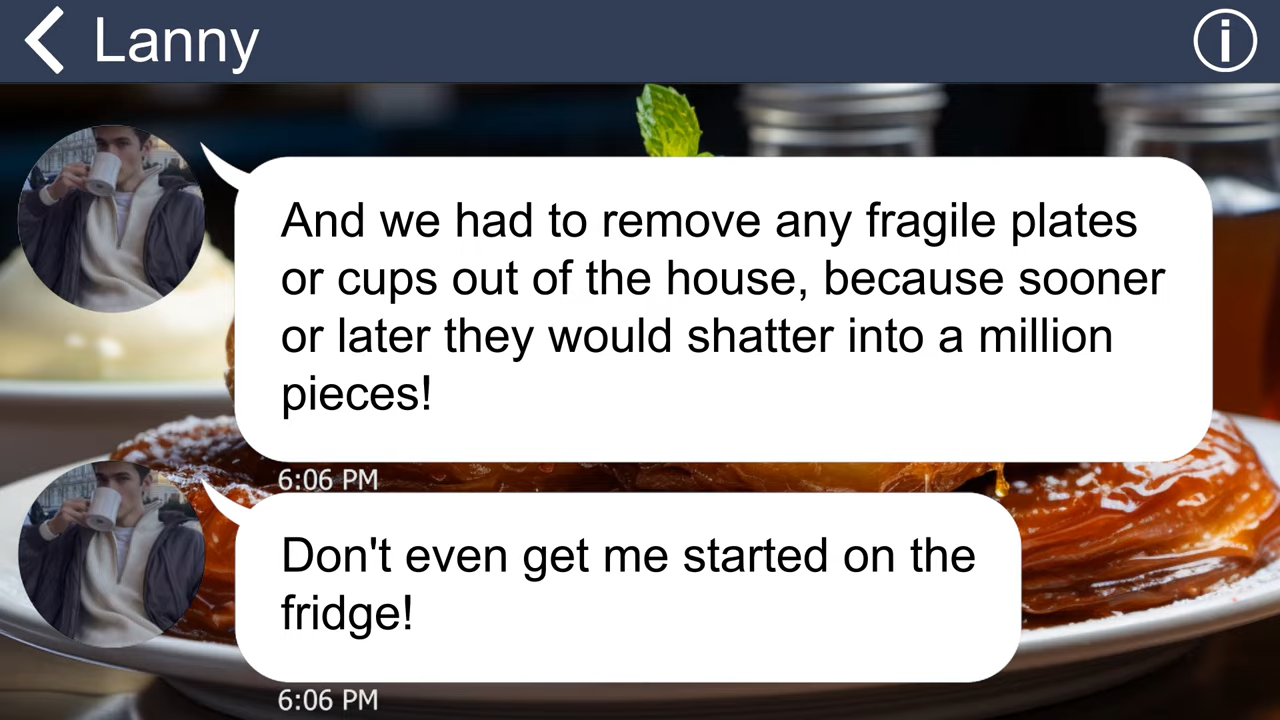 Lanny
And we had to remove any fragile plates
or cups out of the house, because sooner
or later they would shatter into a million
pieces!
6:06 PM
Don't even get me started on the
fridge!
6:06 PM